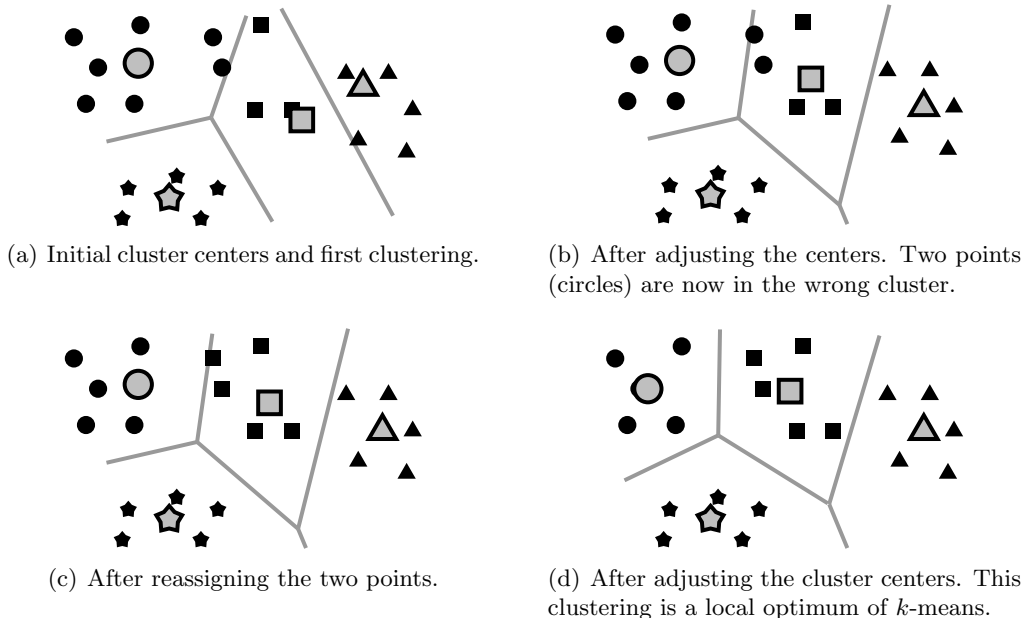 (a) Initial cluster centers and first clustering.
(b) After adjusting the centers. Two points
(circles) are now in the wrong cluster.
(c) After reassigning the two points.
(d) After adjusting the cluster centers. This
clustering is a local optimum of k-means.